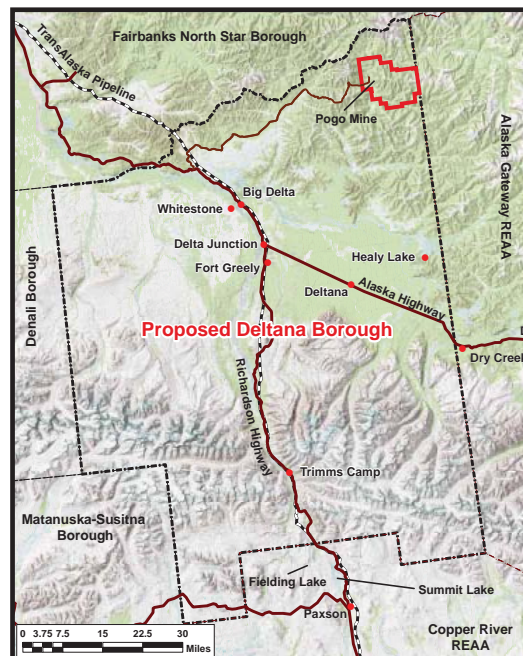 Fairbanks North Star Borough
TransAlaska Pipeline
Pogo Mine
Alaska Gateway REAA
Big Delta
Whitestone
Delta Junction
Healy Lake
Fort Greely
Deltana
Alaska Highway
Denali Borough
Proposed Deltana Borough
D
Dry Creek
Richardson Highway
Trimms Camp
Matanuska-Susitna
Borough
Fielding Lake
Summit Lake
Paxson
Copper River
REAA
0 3.75 7.5 15 22.5 30
Miles